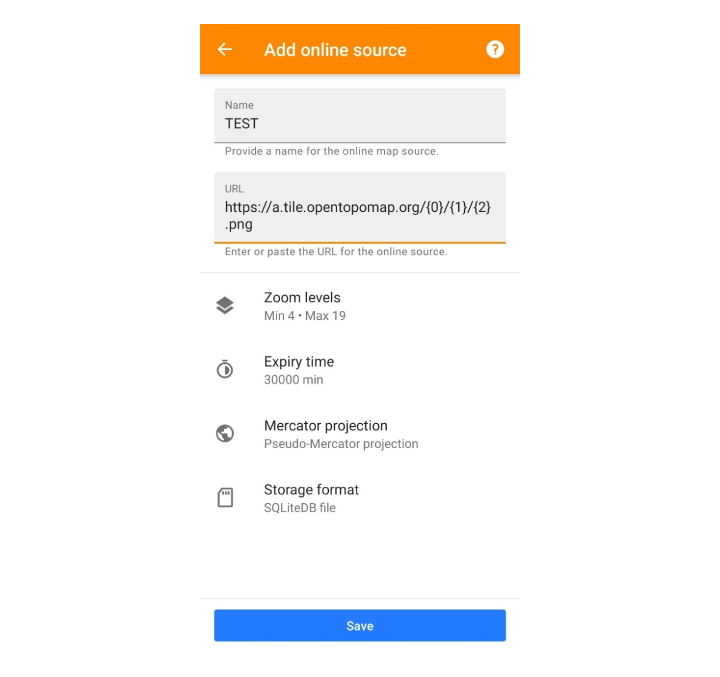 Add online source
?
Name
TEST
Provide a name for the online map source.
URL
https://a.tile.opentopomap.org/{0}/{1}/{2}
.png
Enter or paste the URL for the online source.
Zoom levels
Min 4 • Max 19
Expiry time
30000 min
Mercator projection
Pseudo-Mercator projection
Storage format
SQLiteDB file
Save